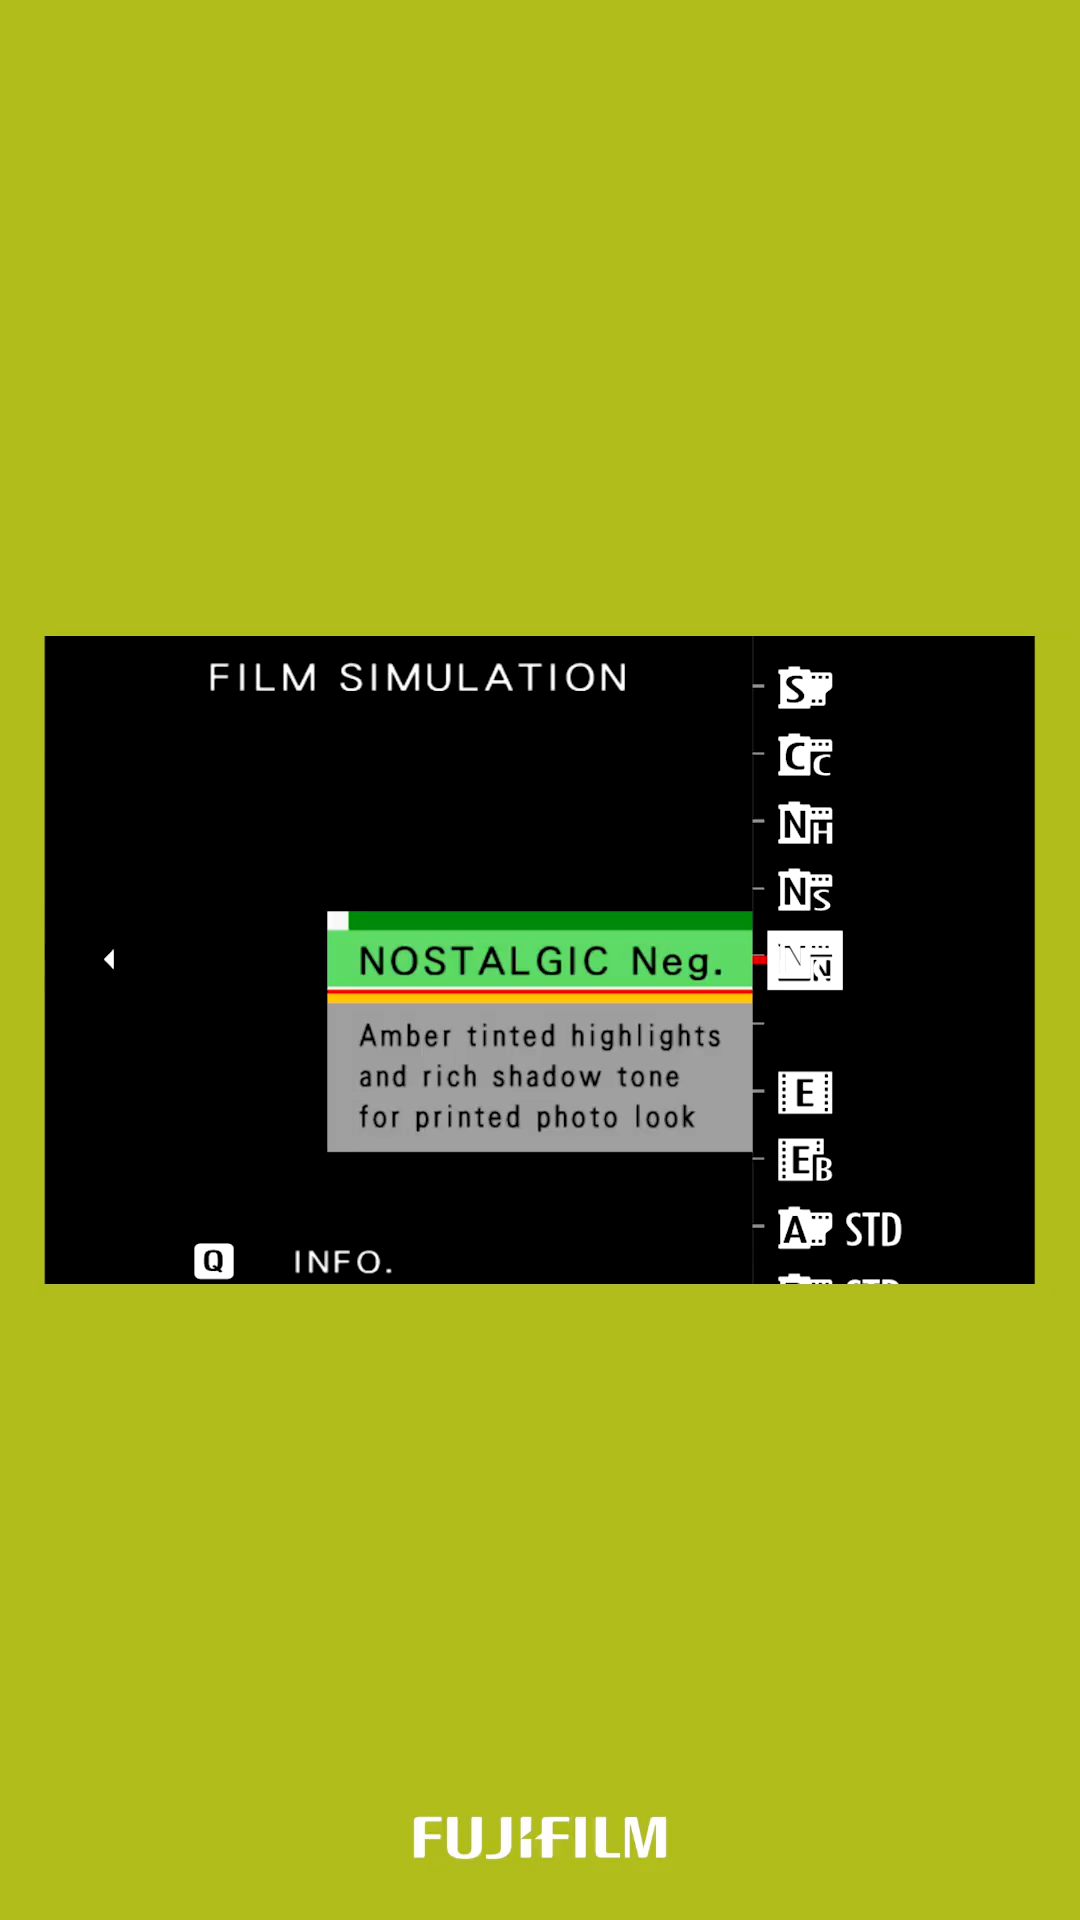 FILM SIMULATION
S
Cc
NH
NS
NOSTALGIC Neg.
NN
Amber tinted highlights
and rich shadow tone
for printed photo look
E
EB
A STD
Q INFO.
FUJIFILM